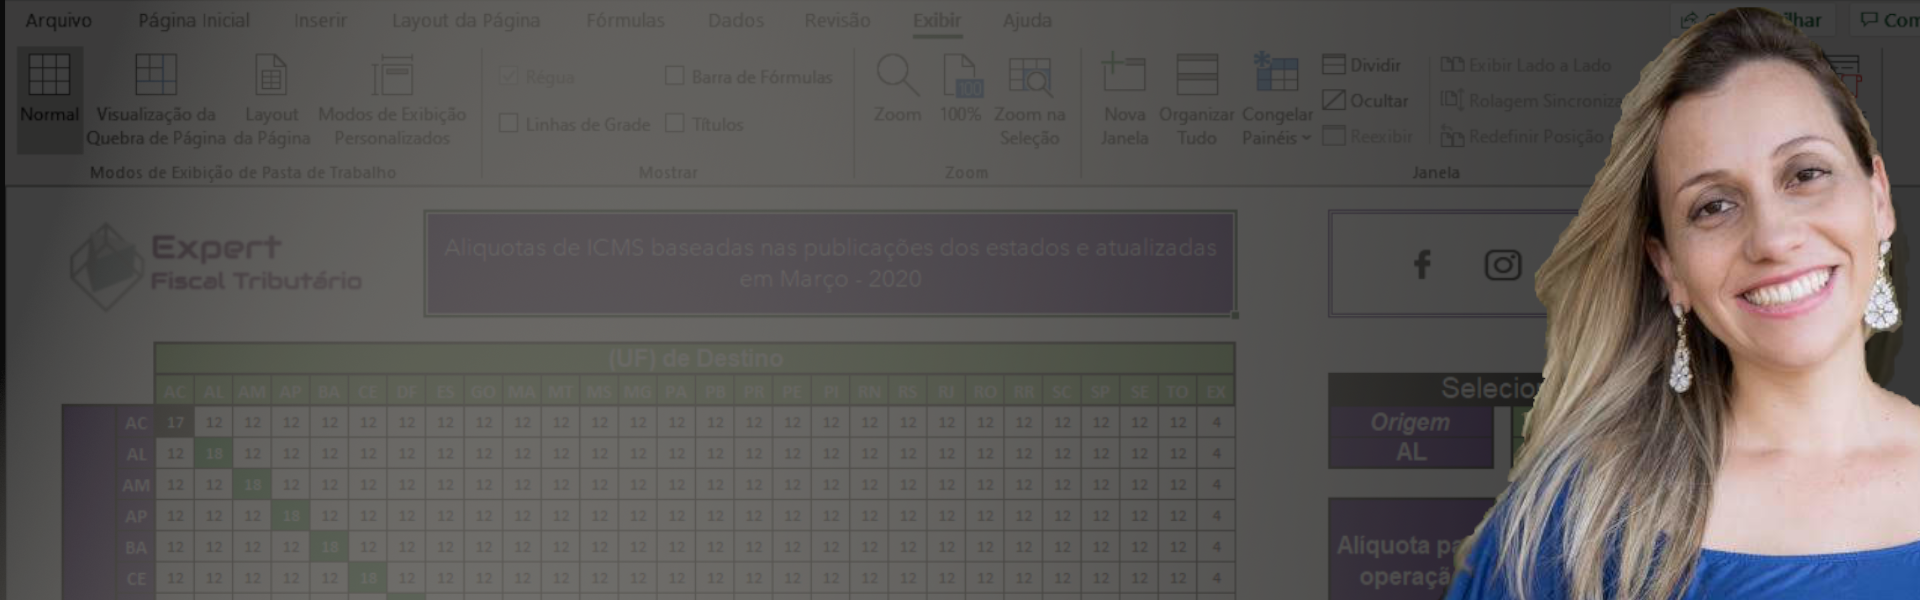 Arquivo Página Inicial Inserir Layout da Página Fórmulas Dados Revisão Exibir Ajuda
Normal
Visualização da Quebra de Página
Layout da Página
Modos de Exibição Personalizados
Modos de Exibição de Pasta de Trabalho
Régua
Barra de Fórmulas
Linhas de Grade
Títulos
Mostrar
Zoom
100%
Zoom na Seleção
Zoom
Nova Janela
Organizar Tudo
Congelar Painéis
Dividir
Ocultar
Reexibir
Exibir Lado a Lado
Redefinir Posição
Janela
Expert
Fiscal Tributário
Aliquotas de ICMS baseadas nas publicações dos estados e atualizadas
em Março - 2020
(UF) de Destino
AC AL AM AP BA CE DF ES GO MA MT MS MG PA PB PR PE PI RN RS RJ RO RR SC SP SE TO EX
AC 17 12 12 12 12 12 12 12 12 12 12 12 12 12 12 12 12 12 12 12 12 12 12 12 12 12 12 4
AL 12 18 12 12 12 12 12 12 12 12 12 12 12 12 12 12 12 12 12 12 12 12 12 12 12 12 12 4
AM 12 12 18 12 12 12 12 12 12 12 12 12 12 12 12 12 12 12 12 12 12 12 12 12 12 12 12 4
AP 12 12 12 18 12 12 12 12 12 12 12 12 12 12 12 12 12 12 12 12 12 12 12 12 12 12 12 4
BA 12 12 12 12 18 12 12 12 12 12 12 12 12 12 12 12 12 12 12 12 12 12 12 12 12 12 12 4
CE 12 12 12 12 12 18 12 12 12 12 12 12 12 12 12 12 12 12 12 12 12 12 12 12 12 12 12 4
Origem
AL
Aliquota